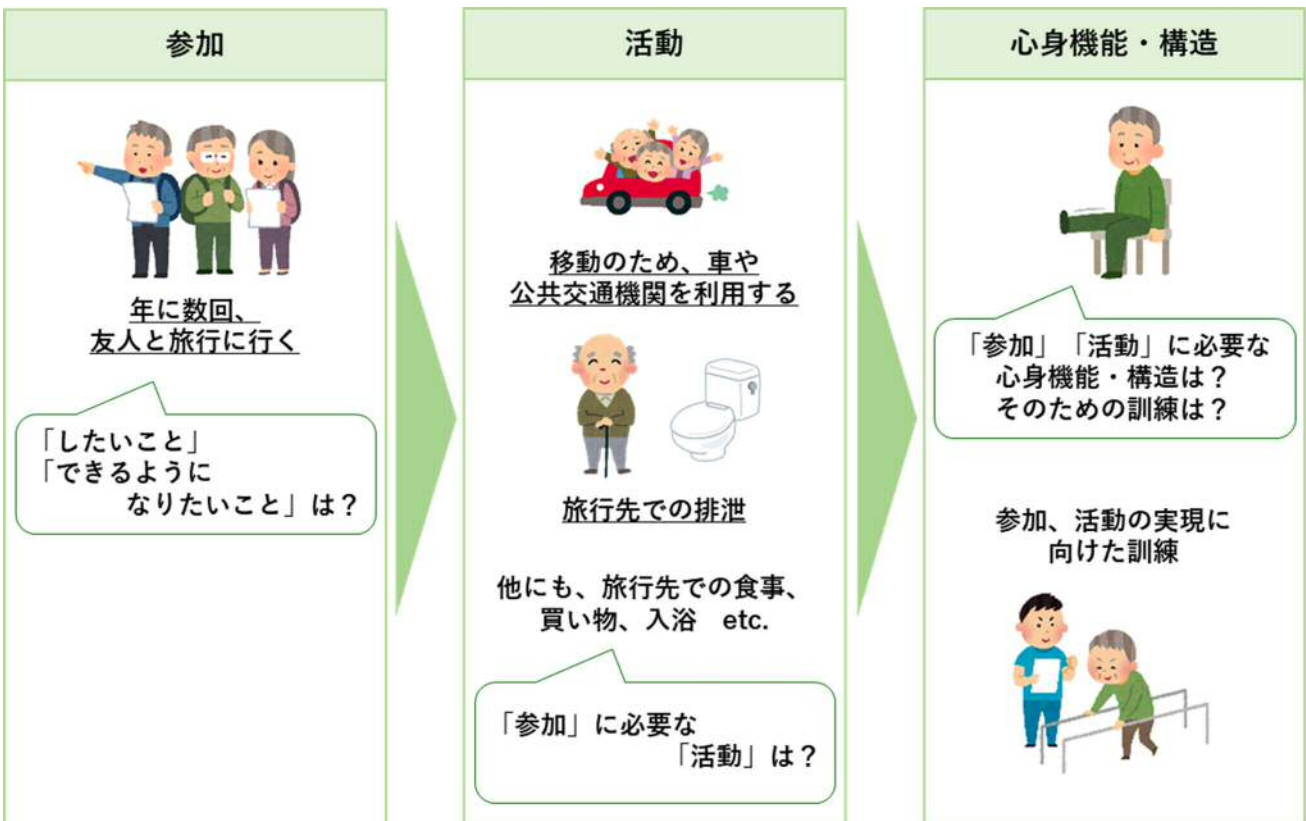 参加
年に数回、
友人と旅行に行く
「したいこと」
「できるように
なりたいこと」は？
活動
移動のため、車や
公共交通機関を利用する
旅行先での排泄
他にも、旅行先での食事、
買い物、入浴　etc.
「参加」に必要な
「活動」は？
心身機能・構造
「参加」「活動」に必要な
心身機能・構造は？
そのための訓練は？
参加、活動の実現に
向けた訓練